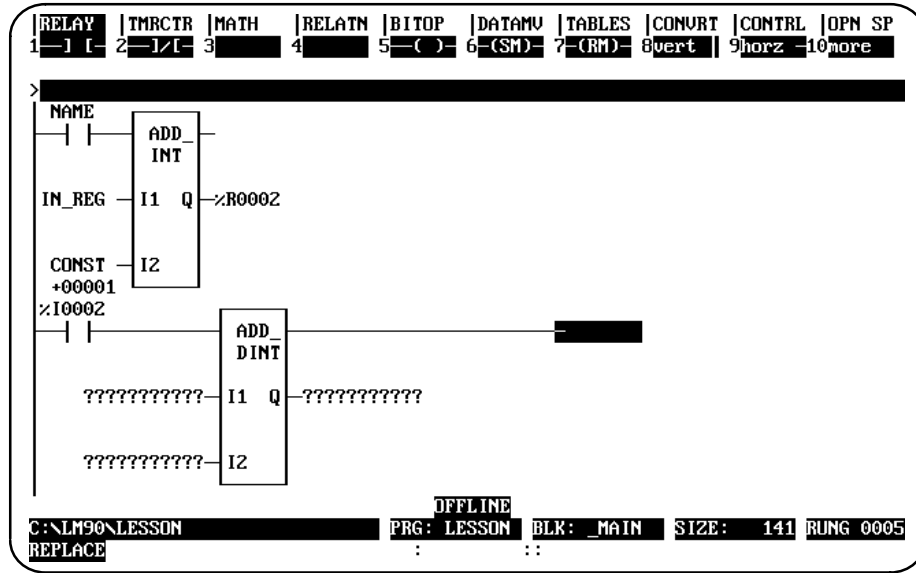 |RELAY |TMRCTR |MATH |RELATN |BITOP |DATAMV |TABLES |CONVRT |CONTRL |OPN SP
1—] [— 2—]/[— 3 4 5—( )— 6—(SM)— 7—(RM)— 8vert | 9horz —10more
>
NAME
ADD_
INT
IN_REG I1 Q %R0002
CONST I2
+00001
%I0002
ADD_
DINT
??????????? I1 Q ???????????
??????????? I2
OFFLINE
C:\LM90\LESSON PRG: LESSON BLK: _MAIN SIZE: 141 RUNG 0005
REPLACE : ::